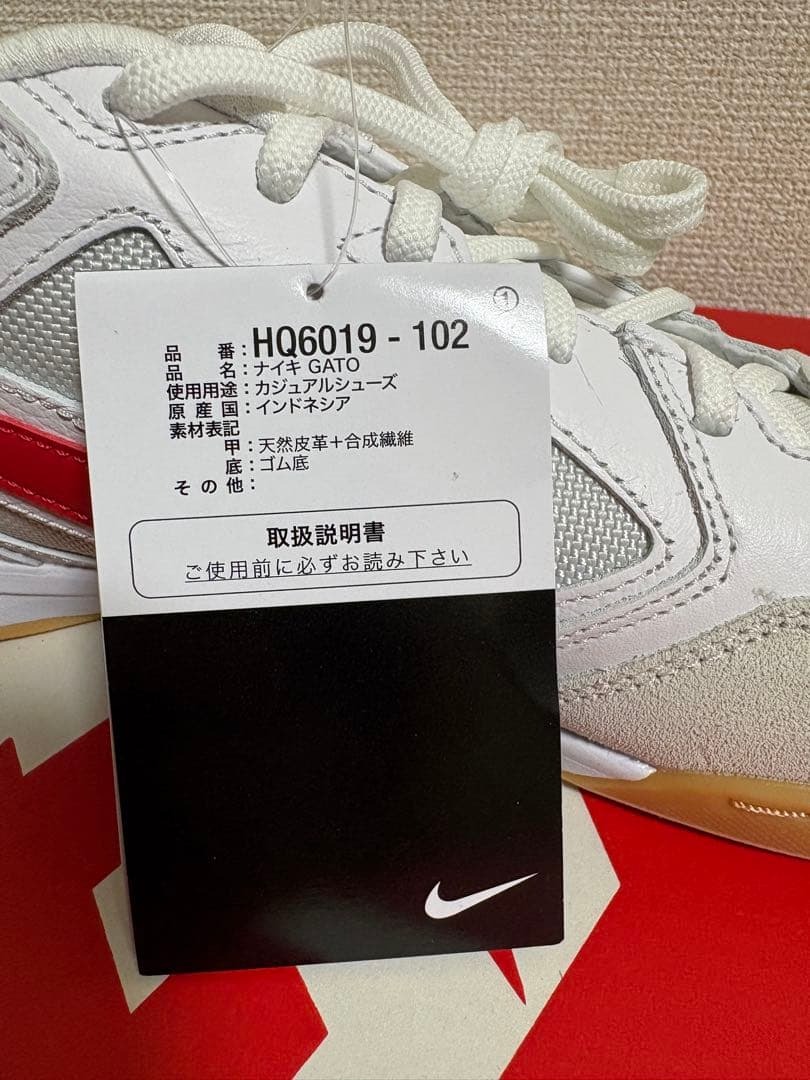 ①
品番：HQ6019 - 102
品名：ナイキ GATO
使用用途：カジュアルシューズ
原産国：インドネシア
素材表記
甲：天然皮革＋合成繊維
底：ゴム底
その他：
取扱説明書
ご使用前に必ずお読み下さい